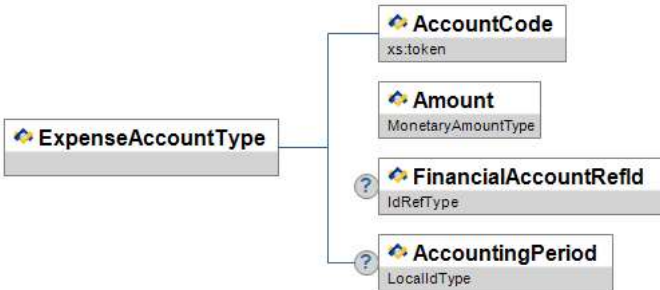 AccountCode
xs:token
Amount
MonetaryAmountType
ExpenseAccountType
?
FinancialAccountRefId
IdRefType
?
AccountingPeriod
LocalIdType